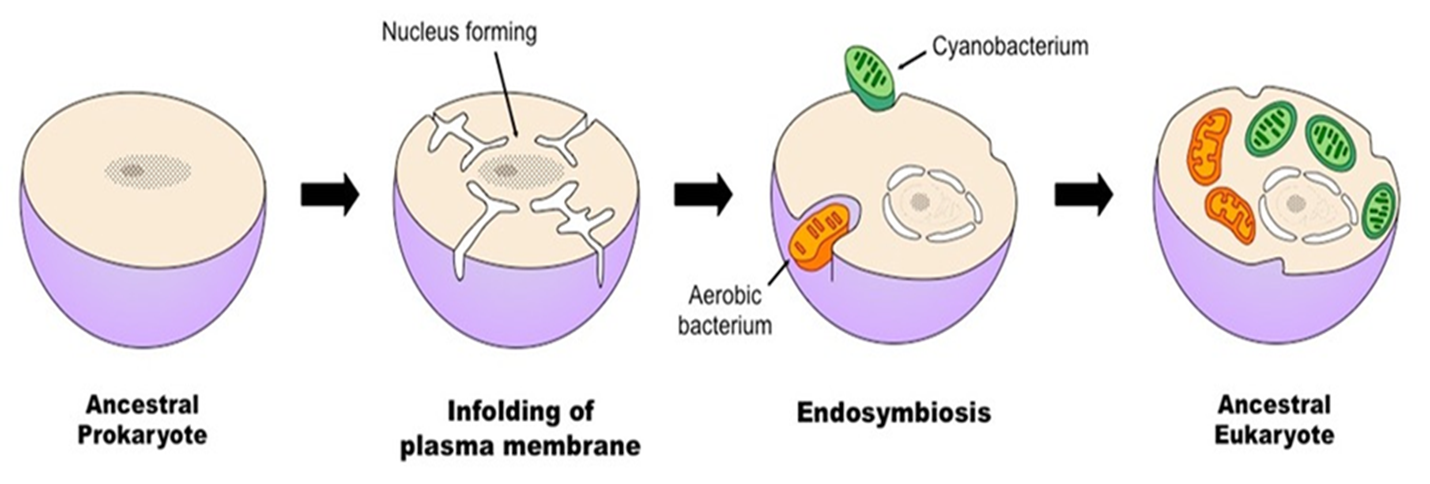 Nucleus forming
Cyanobacterium
Aerobic
bacterium
Ancestral
Prokaryote
Infolding of
plasma membrane
Endosymbiosis
Ancestral
Eukaryote